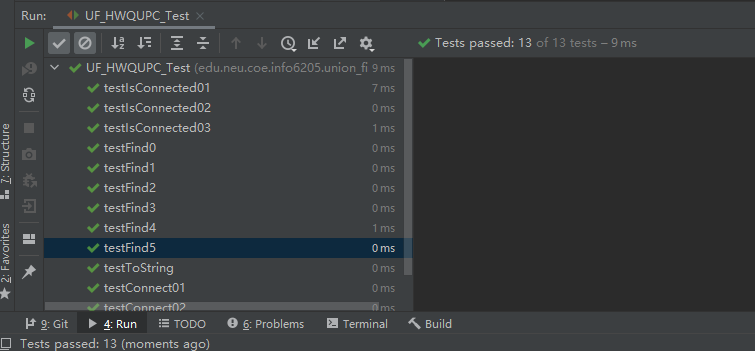 Run: UF_HWQUPC_Test
Tests passed: 13 of 13 tests – 9 ms
UF_HWQUPC_Test (edu.neu.coe.info6205.union_fi 9 ms
testIsConnected01 7 ms
testIsConnected02 0 ms
testIsConnected03 1 ms
testFind0 0 ms
testFind1 0 ms
testFind2 0 ms
testFind3 0 ms
testFind4 1 ms
testFind5 0 ms
testToString 0 ms
testConnect01 0 ms
testConnect02 0 ms
7: Structure
2: Favorites
9: Git 4: Run TODO 6: Problems Terminal Build
Tests passed: 13 (moments ago)